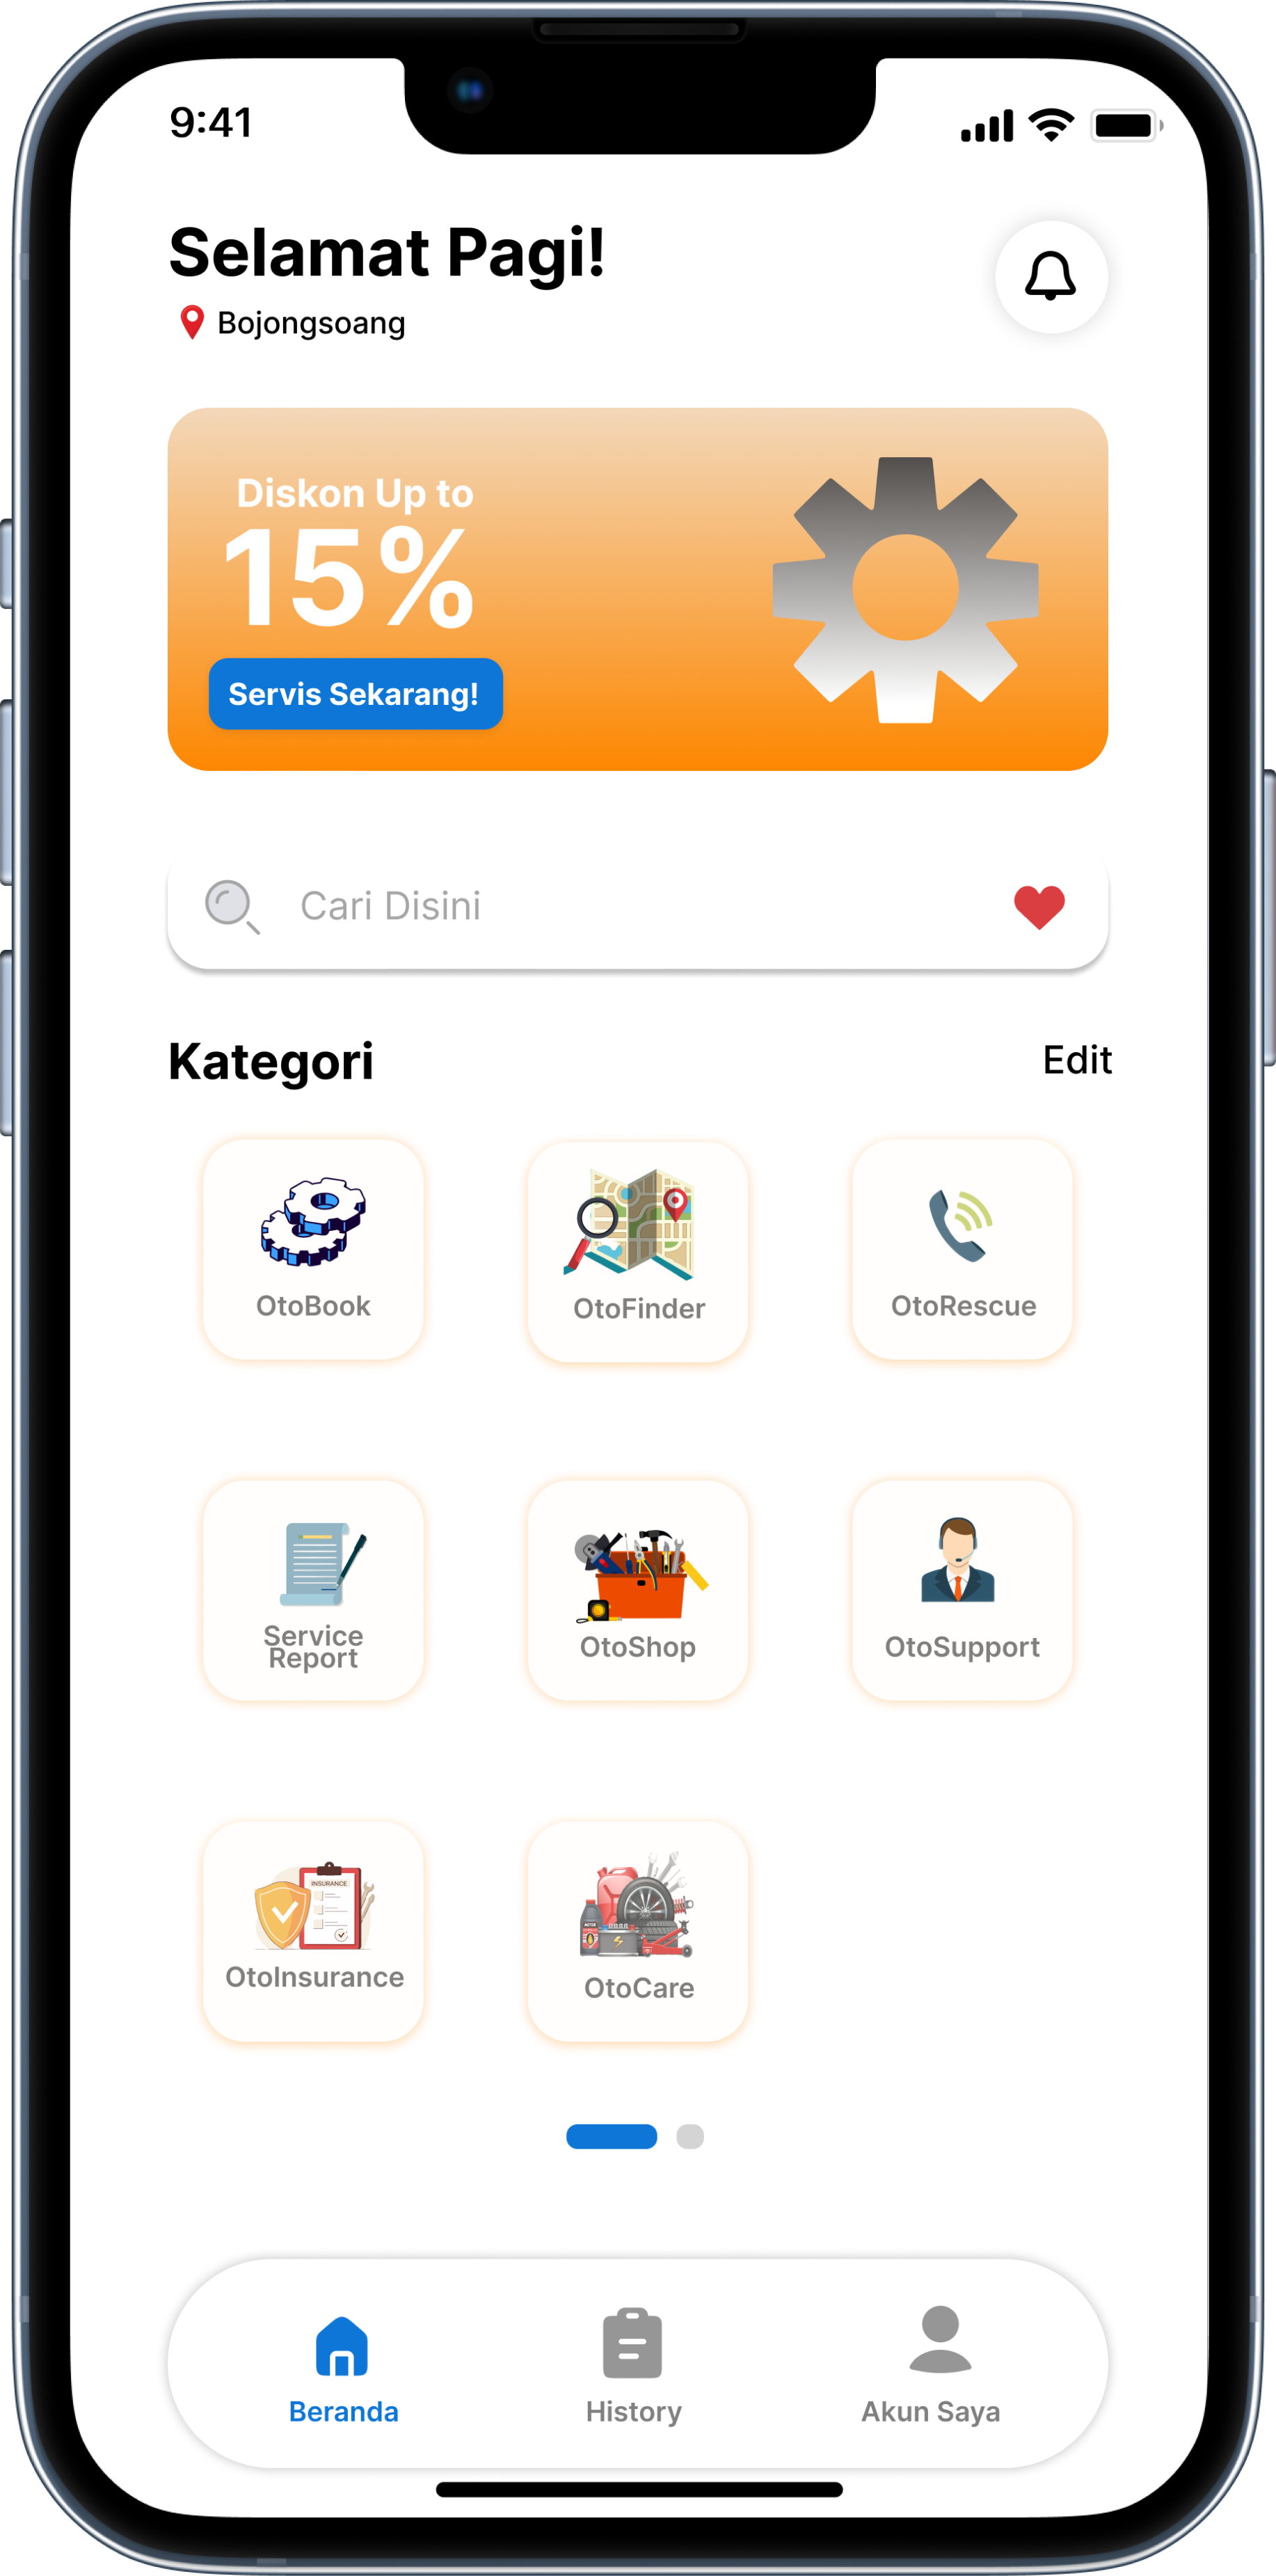 9:41
Selamat Pagi!
Bojongsoang
Diskon Up to
15%
Servis Sekarang!
Cari Disini
Kategori
Edit
OtoBook
OtoFinder
OtoRescue
Service
Report
OtoShop
OtoSupport
INSURANCE
OtoInsurance
OtoCare
Beranda
History
Akun Saya